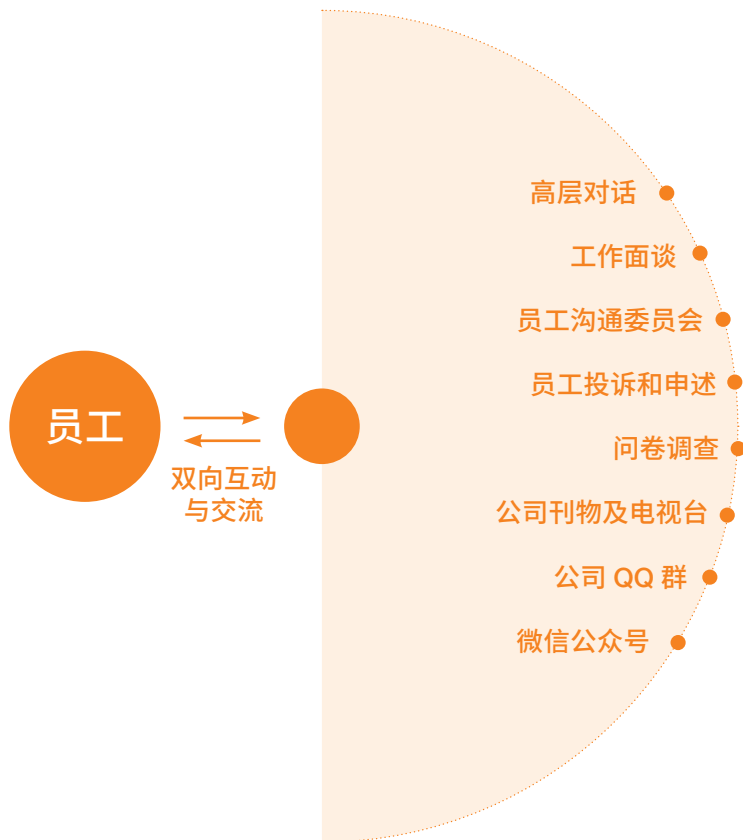 高层对话
工作面谈
员工沟通委员会
员工投诉和申述
问卷调查
公司刊物及电视台
公司 QQ 群
微信公众号
员工
双向互动
与交流